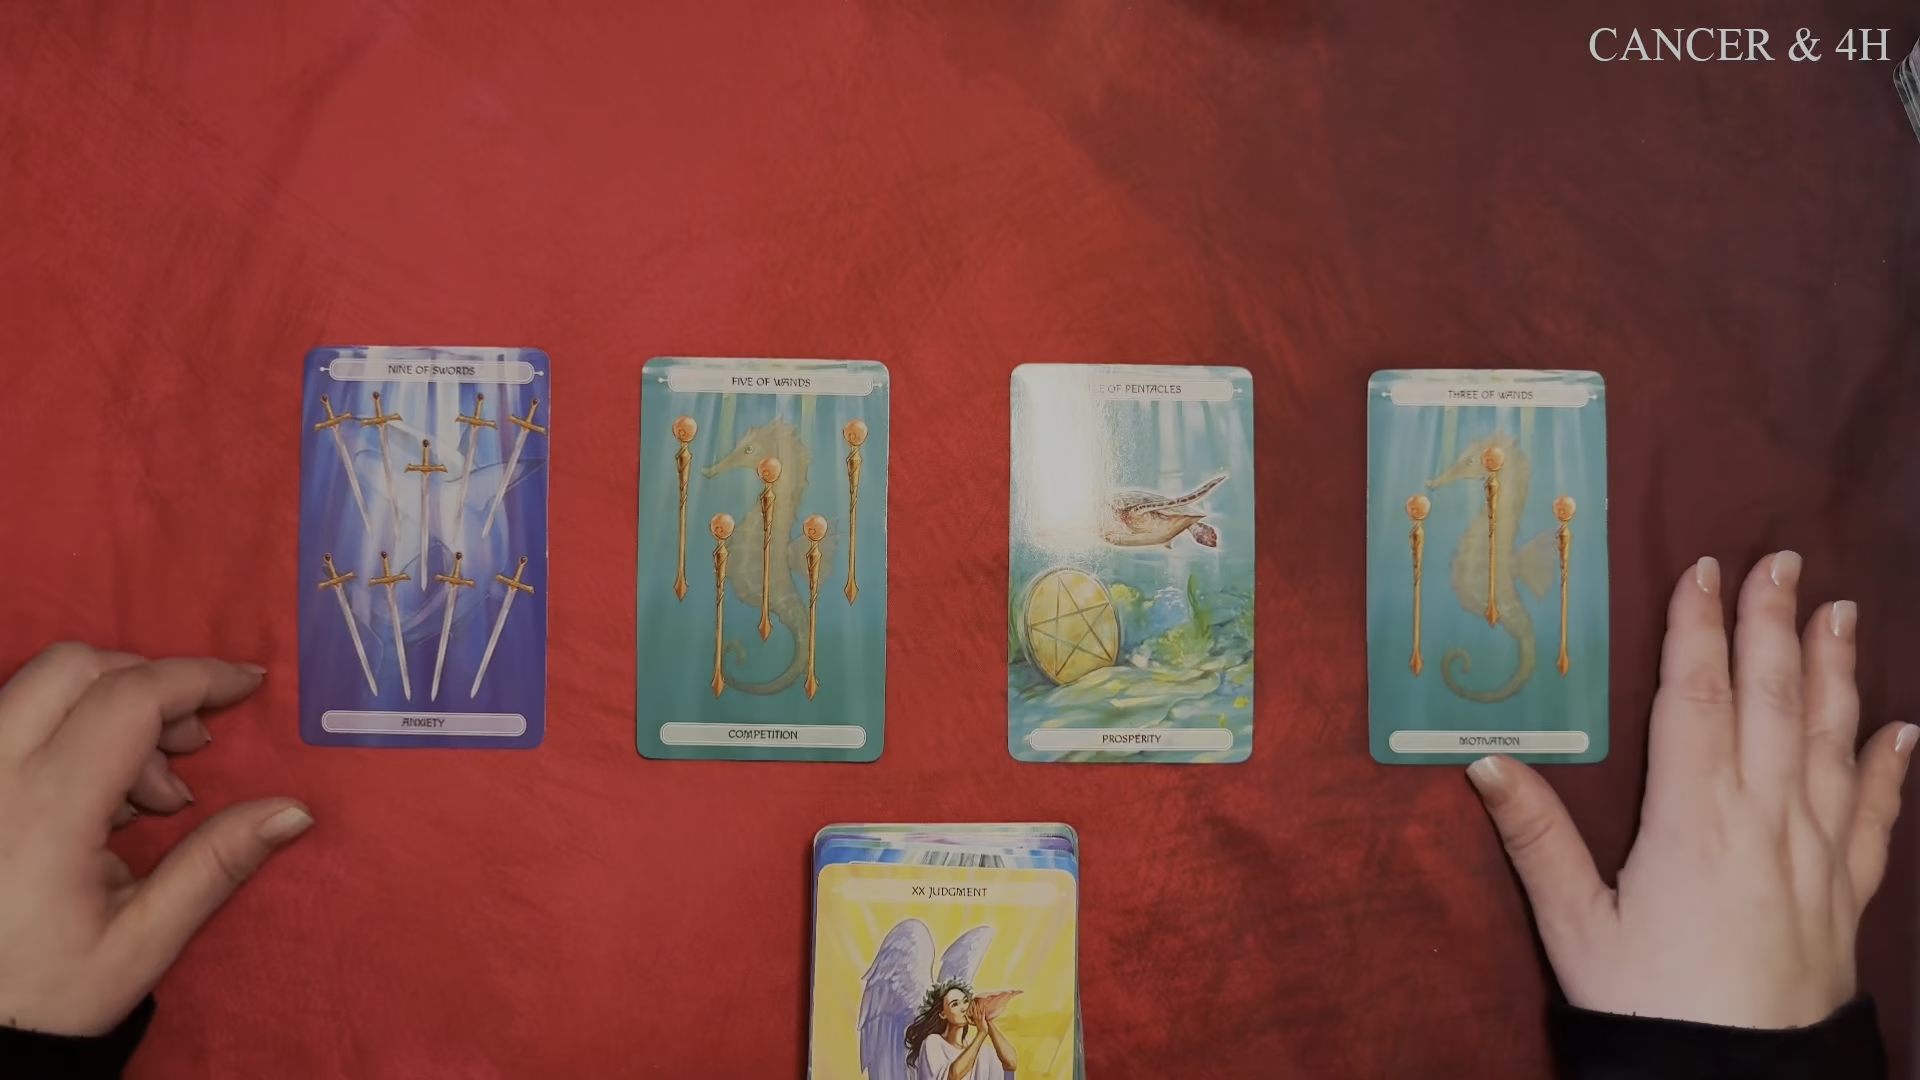 CANCER & 4H
NINE OF SWORDS
FIVE OF WANDS
OF PENTACLES
THREE OF WANDS
ANXIETY
COMPETITION
PROSPERITY
MOTIVATION
XX JUDGMENT